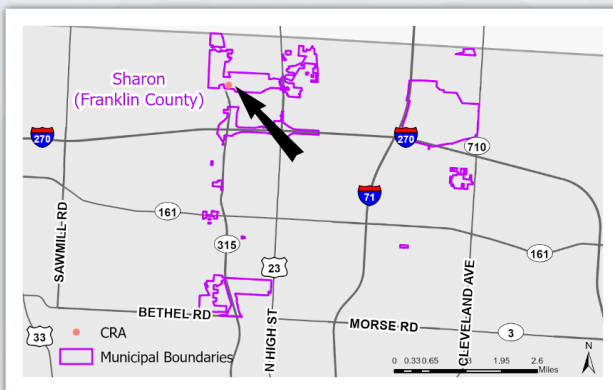 Sharon
(Franklin County)
270
270
710
71
SAWMILL RD
161
315
161
23
N HIGH ST
CLEVELAND AVE
BETHEL RD
MORSE RD
3
33
CRA
Municipal Boundaries
0 0.33 0.65 1.3 1.95 2.6
Miles
N